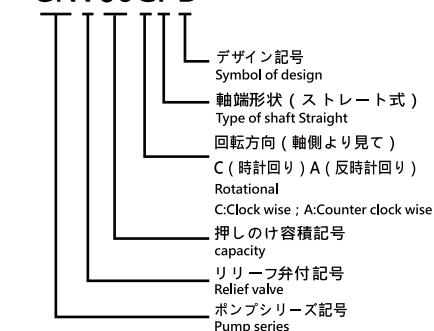 デザイン記号
Symbol of design
軸端形状（ストレート式）
Type of shaft Straight
回転方向（軸側より見て）
C（時計回り）A（反時計回り）
Rotational
C:Clock wise ; A:Counter clock wise
押しのけ容積記号
capacity
リリーフ弁付記号
Relief valve
ポンプシリーズ記号
Pump series